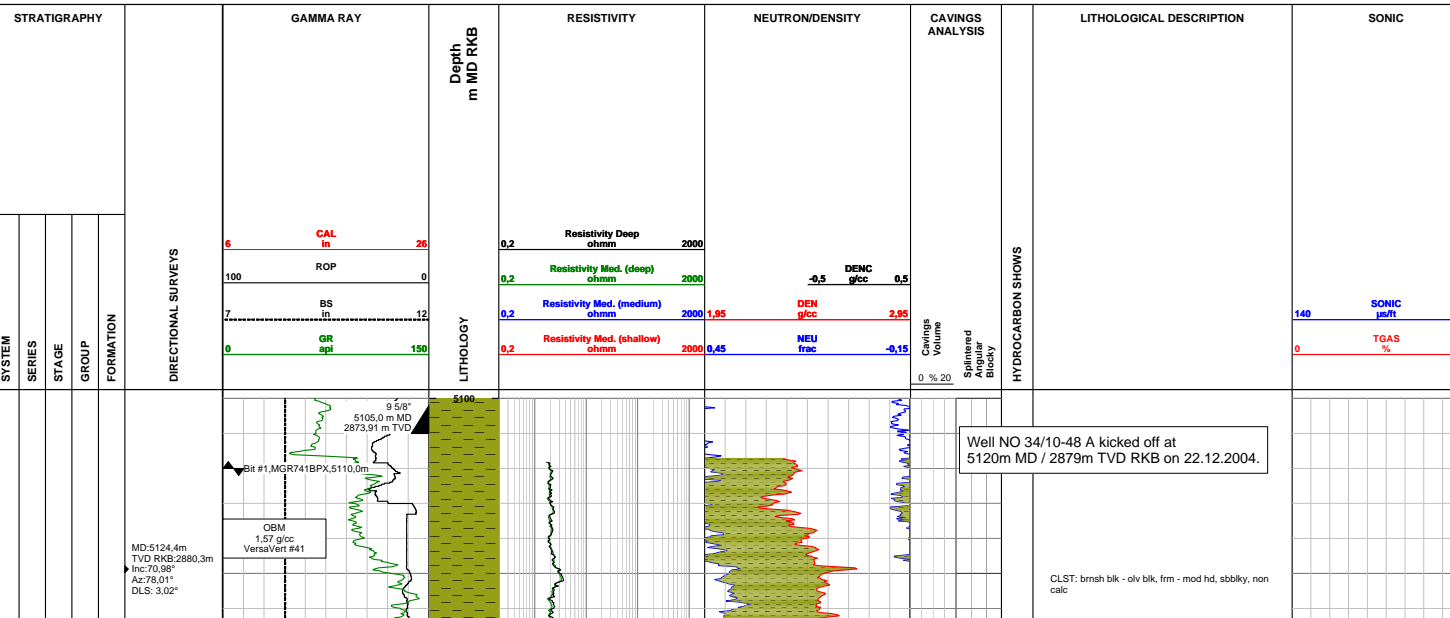 STRATIGRAPHY
GAMMA RAY
Depth
m MD RKB
RESISTIVITY
NEUTRON/DENSITY
CAVINGS
ANALYSIS
LITHOLOGICAL DESCRIPTION
SONIC
SYSTEM
SERIES
STAGE
GROUP
FORMATION
DIRECTIONAL SURVEYS
CAL
6 in 26
ROP
100 0
BS
7 in 12
GR
0 api 150
LITHOLOGY
Resistivity Deep
0,2 ohmm 2000
Resistivity Med. (deep)
0,2 ohmm 2000
Resistivity Med. (medium)
0,2 ohmm 2000
Resistivity Med. (shallow)
0,2 ohmm 2000
DENC
-0,5 g/cc 0,5
DEN
1,95 g/cc 2,95
NEU
0,45 frac -0,15
Cavings
Volume
0 % 20
Splintered
Angular
Blocky
HYDROCARBON SHOWS
SONIC
140 µs/ft
TGAS
0 %
5100
9 5/8"
5105,0 m MD
2873,91 m TVD
Bit #1,MGR741BPX,5110,0m
OBM
1,57 g/cc
VersaVert #41
MD:5124,4m
TVD RKB:2880,3m
Inc:70,98°
Az:78,01°
DLS: 3,02°
Well NO 34/10-48 A kicked off at
5120m MD / 2879m TVD RKB on 22.12.2004.
CLST: brnsh blk - olv blk, frm - mod hd, sbblky, non
calc